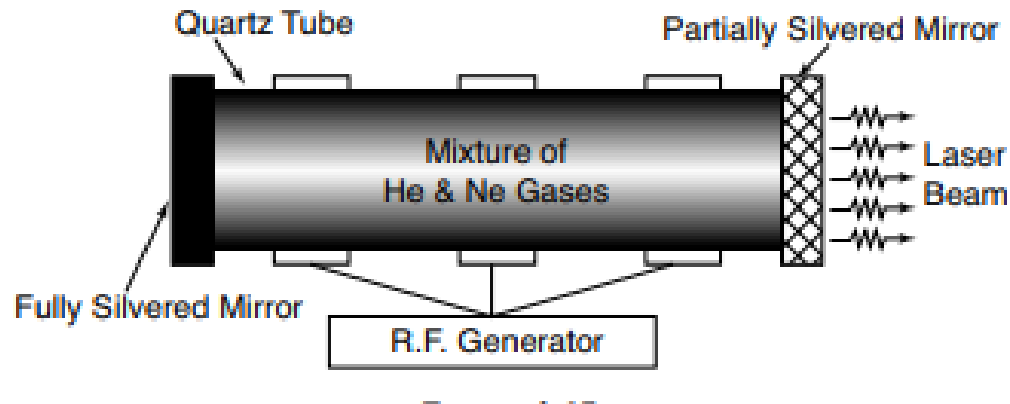 Quartz Tube
Partially Silvered Mirror
Mixture of
He & Ne Gases
Laser
Beam
Fully Silvered Mirror
R.F. Generator